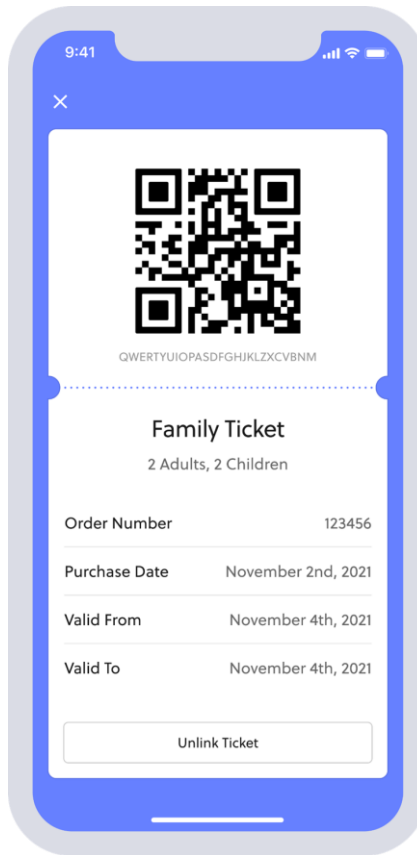 9:41
QWERTYUIOPASDFGHJKLZXCVBNM
Family Ticket
2 Adults, 2 Children
Order Number 123456
Purchase Date November 2nd, 2021
Valid From November 4th, 2021
Valid To November 4th, 2021
Unlink Ticket